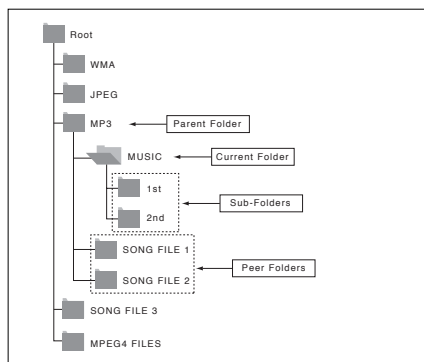 Root
WMA
JPEG
MP3 Parent Folder
MUSIC Current Folder
1st
Sub-Folders
2nd
SONG FILE 1
Peer Folders
SONG FILE 2
SONG FILE 3
MPEG4 FILES